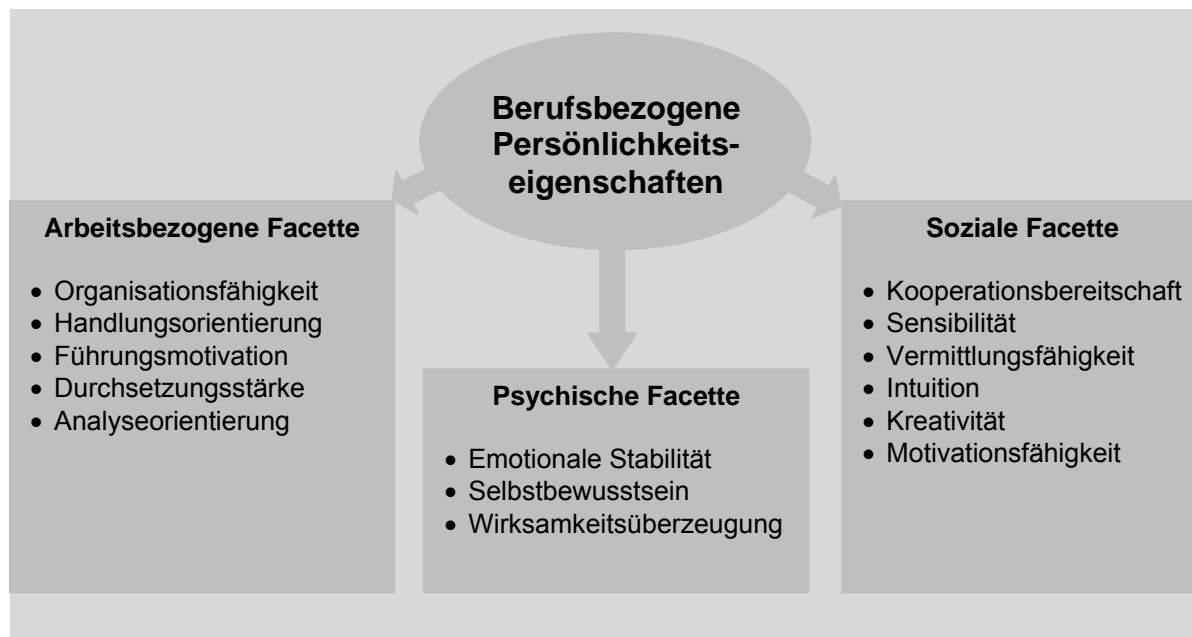 Berufsbezogene
Persönlichkeits-
eigenschaften
Arbeitsbezogene Facette
• Organisationsfähigkeit
• Handlungsorientierung
• Führungsmotivation
• Durchsetzungsstärke
• Analyseorientierung
Psychische Facette
• Emotionale Stabilität
• Selbstbewusstsein
• Wirksamkeitsüberzeugung
Soziale Facette
• Kooperationsbereitschaft
• Sensibilität
• Vermittlungsfähigkeit
• Intuition
• Kreativität
• Motivationsfähigkeit